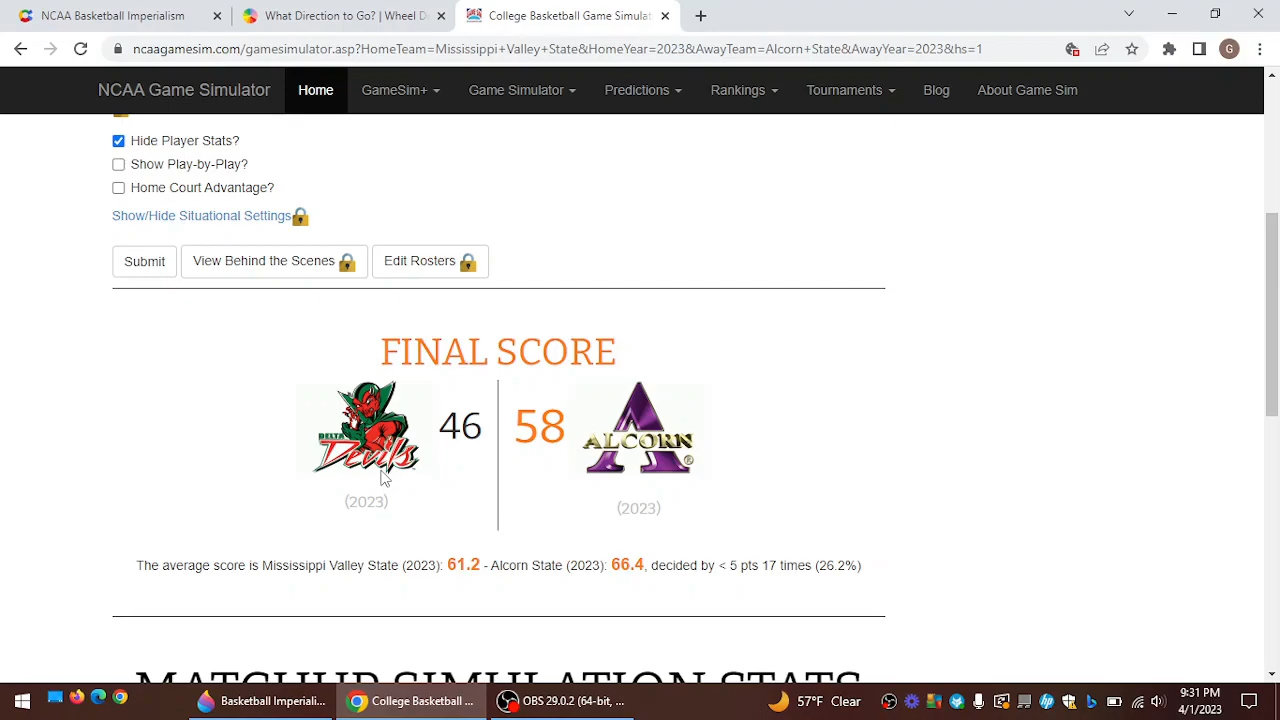 NCAA Basketball Imperialism
What Direction to Go? | Wheel D
College Basketball Game Simulat
ncaagamesim.com/gamesimulator.asp?HomeTeam=Mississippi+Valley+State&HomeYear=2023&AwayTeam=Alcorn+State&AwayYear=2023&hs=1
G
NCAA Game Simulator Home GameSim+ Game Simulator Predictions Rankings Tournaments Blog About Game Sim
Hide Player Stats?
Show Play-by-Play?
Home Court Advantage?
Show/Hide Situational Settings
Submit View Behind the Scenes Edit Rosters
FINAL SCORE
DELTA
Devils
46 58
ALCORN
A
(2023) (2023)
The average score is Mississippi Valley State (2023): 61.2 - Alcorn State (2023): 66.4, decided by < 5 pts 17 times (26.2%)
MATCHUP SIMULATION STATS
Basketball Imperial... College Basketball ... OBS 29.0.2 (64-bit, ... 57°F Clear 9:31 PM
4/1/2023